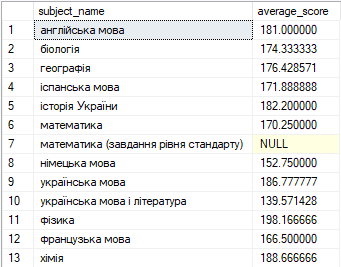 subject_name average_score
1 англійська мова 181.000000
2 біологія 174.333333
3 географія 176.428571
4 іспанська мова 171.888888
5 історія України 182.200000
6 математика 170.250000
7 математика (завдання рівня стандарту) NULL
8 німецька мова 152.750000
9 українська мова 186.777777
10 українська мова і література 139.571428
11 фізика 198.166666
12 французька мова 166.500000
13 хімія 188.666666